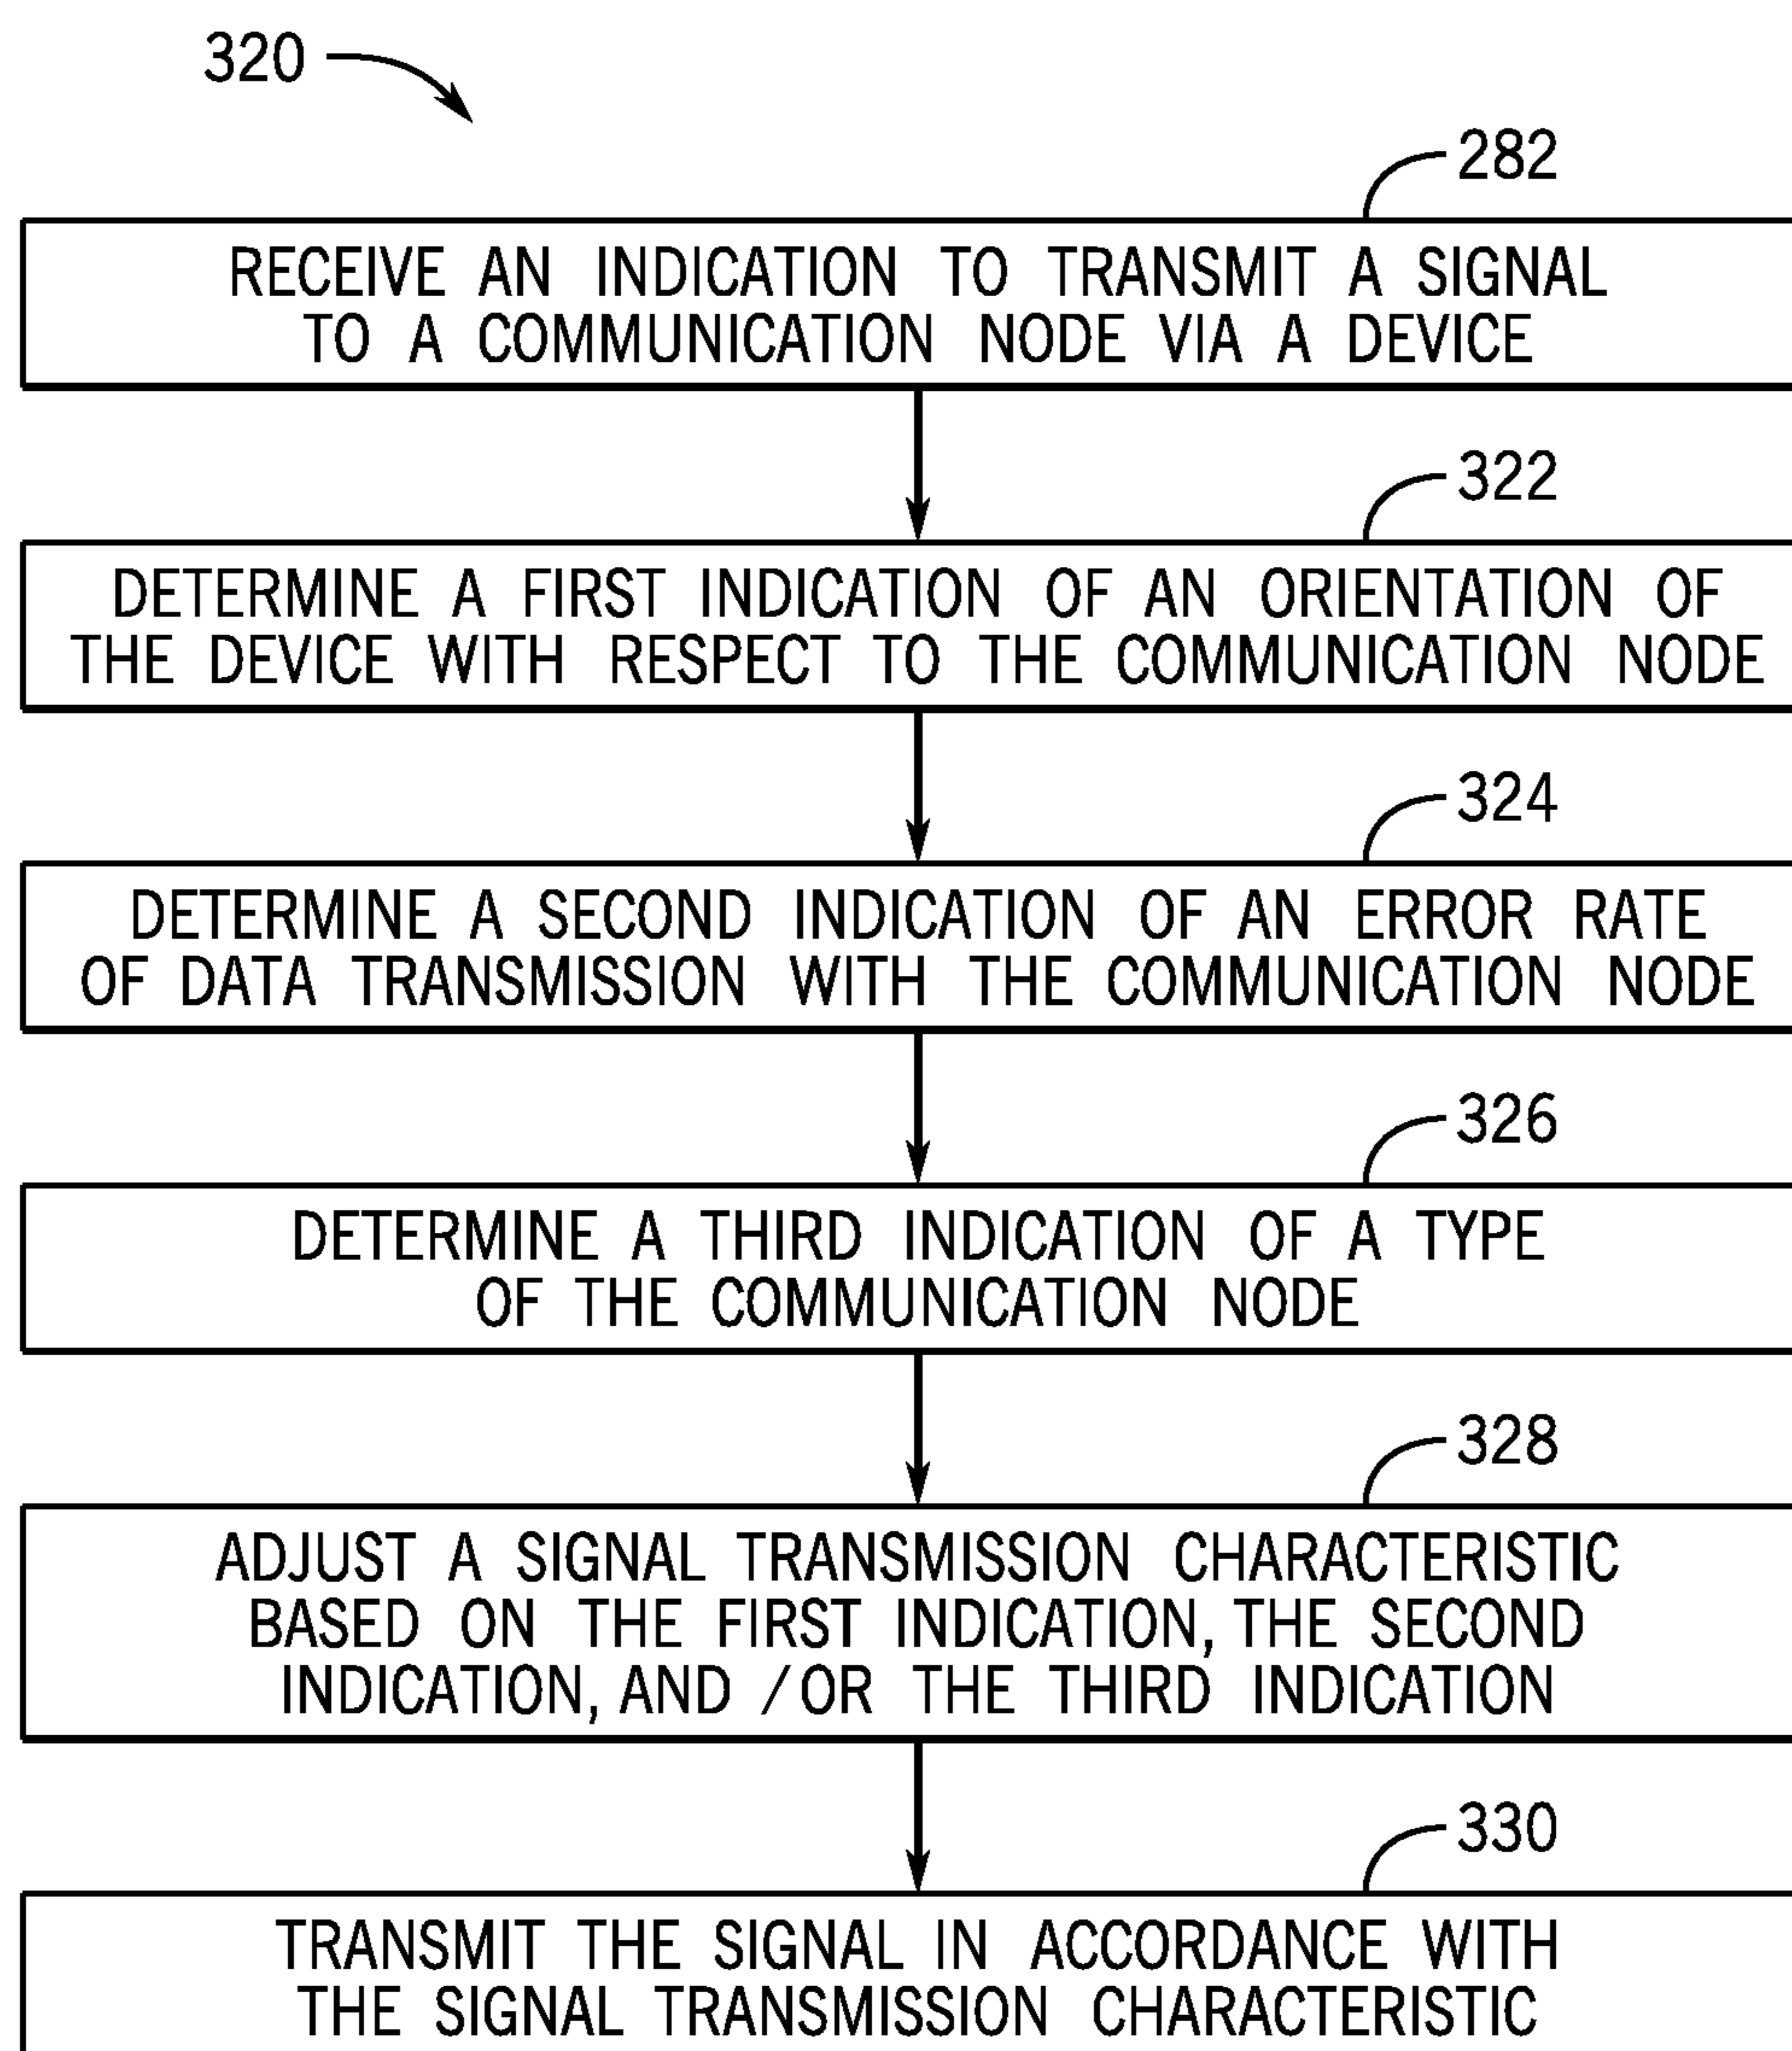 320
282
RECEIVE AN INDICATION TO TRANSMIT A SIGNAL
TO A COMMUNICATION NODE VIA A DEVICE
322
DETERMINE A FIRST INDICATION OF AN ORIENTATION OF
THE DEVICE WITH RESPECT TO THE COMMUNICATION NODE
324
DETERMINE A SECOND INDICATION OF AN ERROR RATE
OF DATA TRANSMISSION WITH THE COMMUNICATION NODE
326
DETERMINE A THIRD INDICATION OF A TYPE
OF THE COMMUNICATION NODE
328
ADJUST A SIGNAL TRANSMISSION CHARACTERISTIC
BASED ON THE FIRST INDICATION, THE SECOND
INDICATION, AND /OR THE THIRD INDICATION
330
TRANSMIT THE SIGNAL IN ACCORDANCE WITH
THE SIGNAL TRANSMISSION CHARACTERISTIC